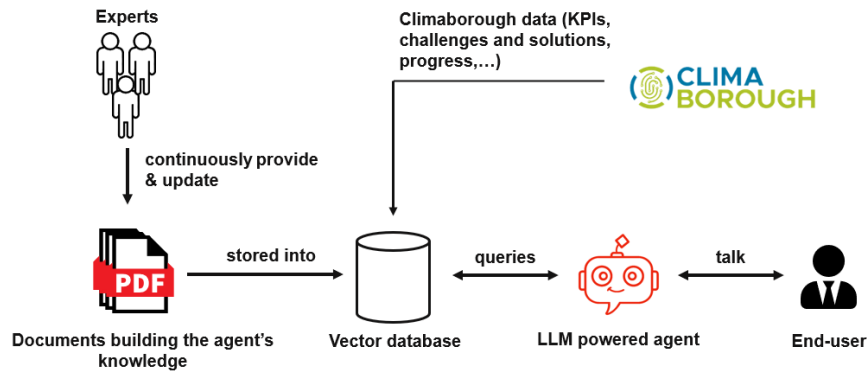 Experts
Climaborough data (KPIs,
challenges and solutions,
progress,...)
CLIMA
BOROUGH
continuously provide
& update
PDF
stored into
queries
talk
Documents building the agent's
knowledge
Vector database
LLM powered agent
End-user